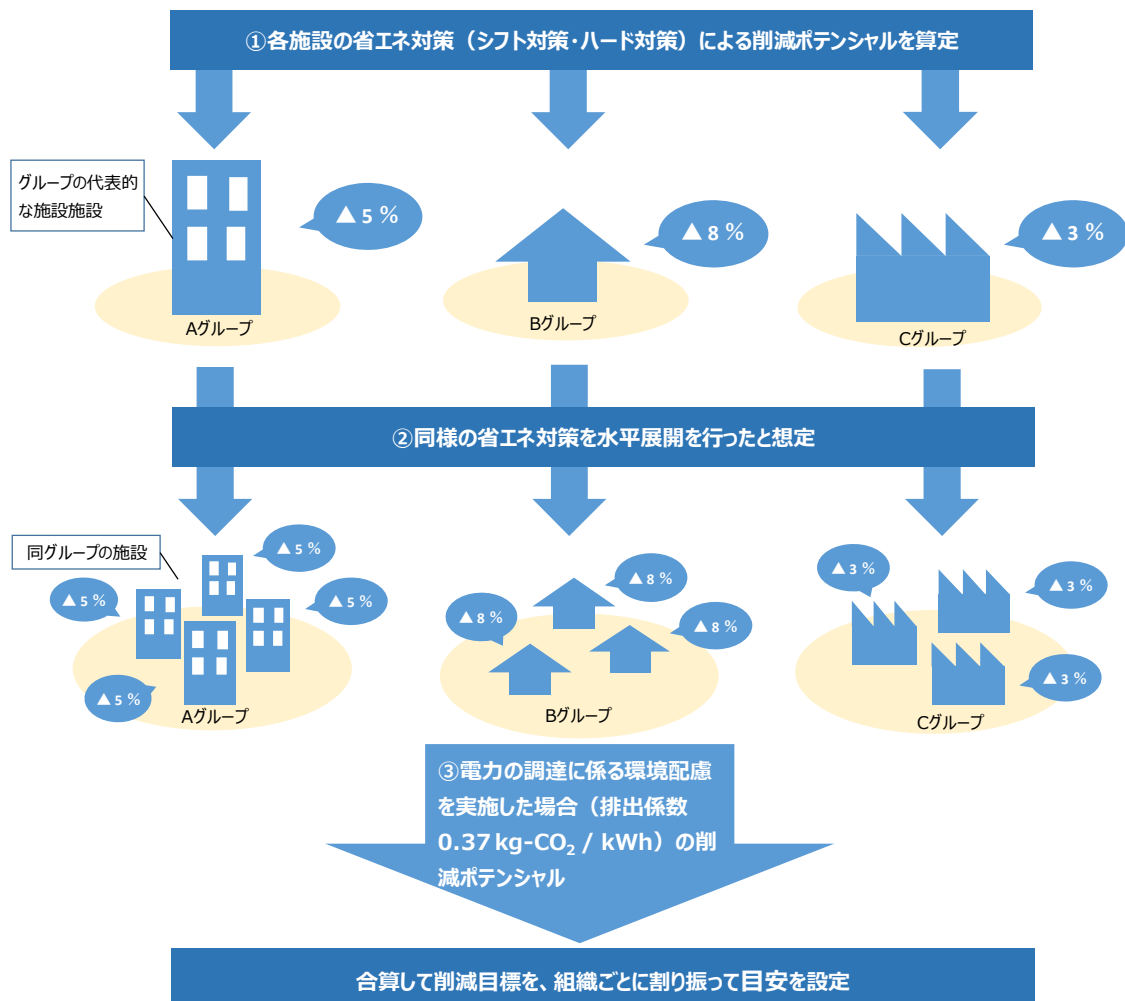 ①各施設の省エネ対策（シフト対策・ハード対策）による削減ポテンシャルを算定
グループの代表的
な施設施設
▲ 5 %
▲ 8 %
▲ 3 %
Aグループ
Bグループ
Cグループ
②同様の省エネ対策を水平展開を行ったと想定
同グループの施設
▲ 5 %
▲ 5 %
▲ 5 %
▲ 5 %
Aグループ
▲ 8 %
▲ 8 %
▲ 8 %
Bグループ
▲ 3 %
▲ 3 %
▲ 3 %
Cグループ
③電力の調達に係る環境配慮
を実施した場合（排出係数
0.37 kg-CO₂ / kWh）の削
減ポテンシャル
合算して削減目標を、組織ごとに割り振って目安を設定